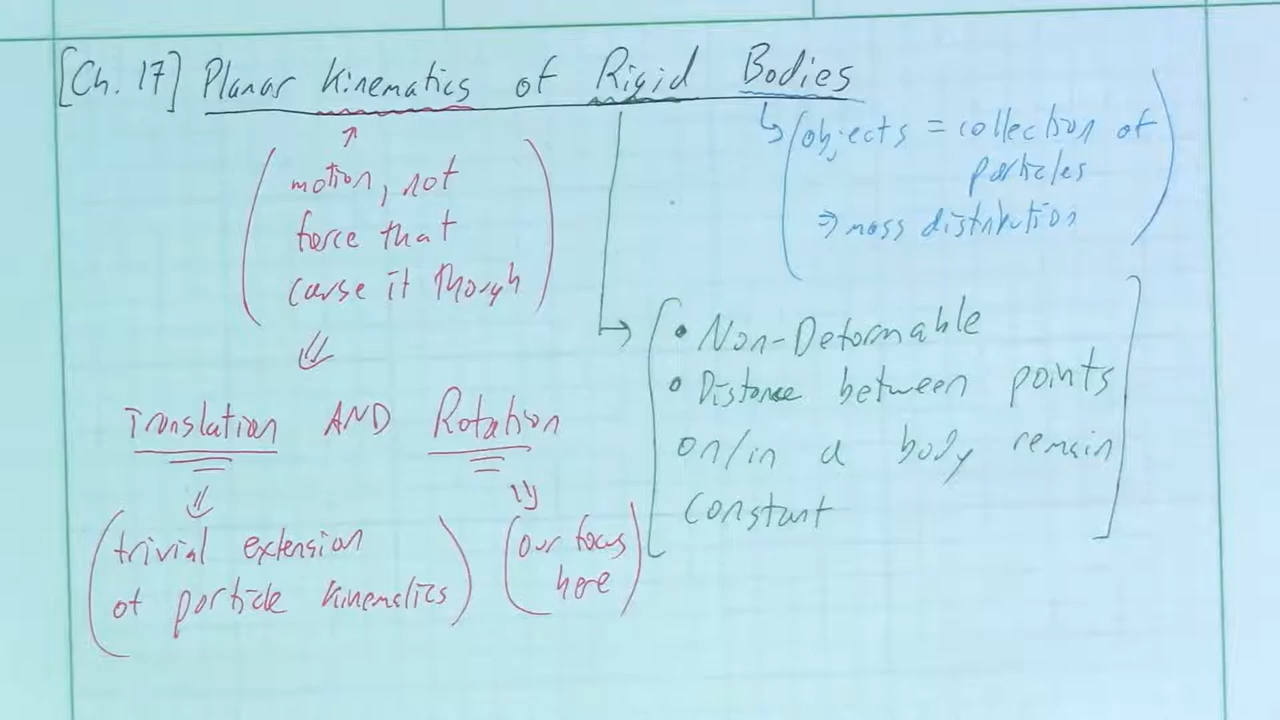 [Ch. 17] Planar Kinematics of Rigid Bodies
(motion, not
force that
cause it though)
Translation AND Rotation
(trivial extension
of particle kinematics)
(our focus
here)
(objects = collection of
particles
⇒ mass distribution)
[• Non-Deformable
• Distance between points
on/in a body remain
constant]